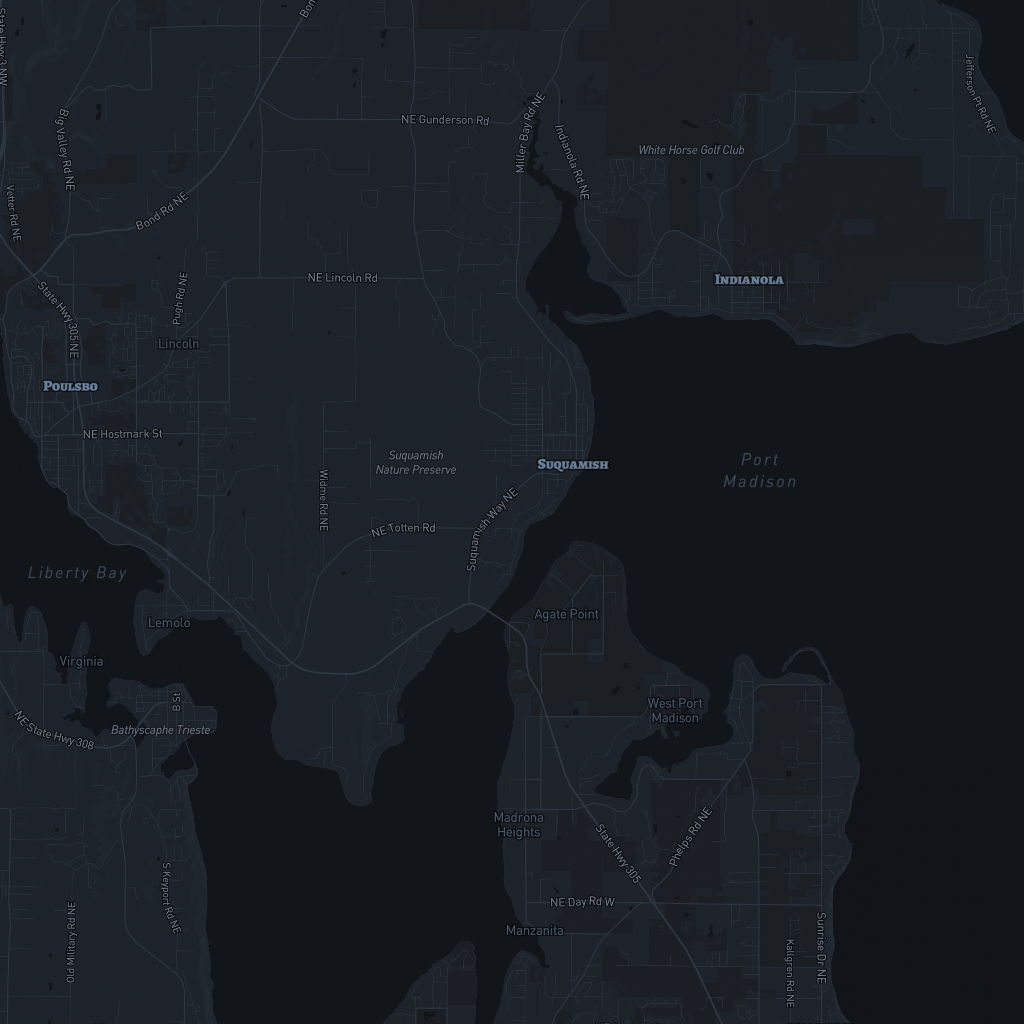 State Hwy 3 NW
Bon
Jefferson Pt Rd NE
Big Valley Rd NE
NE Gunderson Rd
Miller Bay Rd NE
Indianola Rd NE
White Horse Golf Club
Vetter Rd NE
Bond Rd NE
NE Lincoln Rd
INDIANOLA
Pugh Rd NE
State Hwy 305 NE
Lincoln
POULSBO
NE Hostmark St
Suquamish
Nature Preserve
SUQUAMISH
Port
Madison
Widme Rd NE
NE Totten Rd
Suquamish Way NE
Liberty Bay
Lemolo
Agate Point
Virginia
B St
West Port
Madison
NE State Hwy 308
Bathyscaphe Trieste
Madrona
Heights
State Hwy 305
Phelps Rd NE
S Keyport Rd NE
NE Day Rd W
Old Military Rd NE
Manzanita
Sunrise Dr NE
Kallgren Rd NE